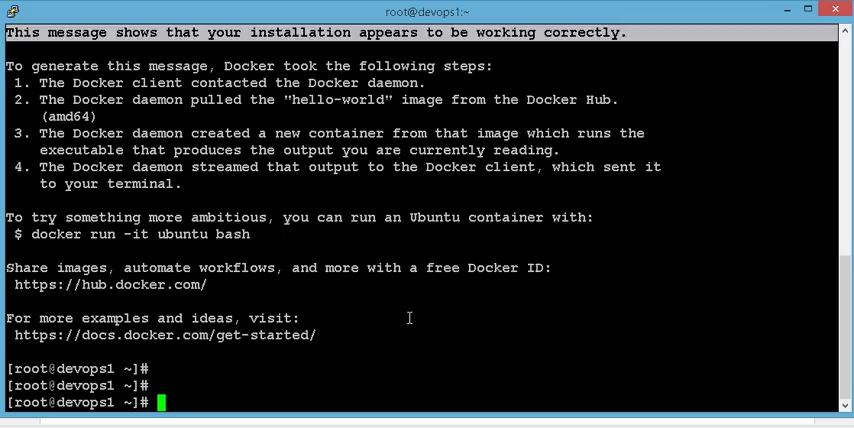 root@devops1:~
This message shows that your installation appears to be working correctly.
To generate this message, Docker took the following steps:
1. The Docker client contacted the Docker daemon.
2. The Docker daemon pulled the "hello-world" image from the Docker Hub.
(amd64)
3. The Docker daemon created a new container from that image which runs the
executable that produces the output you are currently reading.
4. The Docker daemon streamed that output to the Docker client, which sent it
to your terminal.
To try something more ambitious, you can run an Ubuntu container with:
$ docker run -it ubuntu bash
Share images, automate workflows, and more with a free Docker ID:
https://hub.docker.com/
For more examples and ideas, visit:
https://docs.docker.com/get-started/
[root@devops1 ~]#
[root@devops1 ~]#
[root@devops1 ~]#